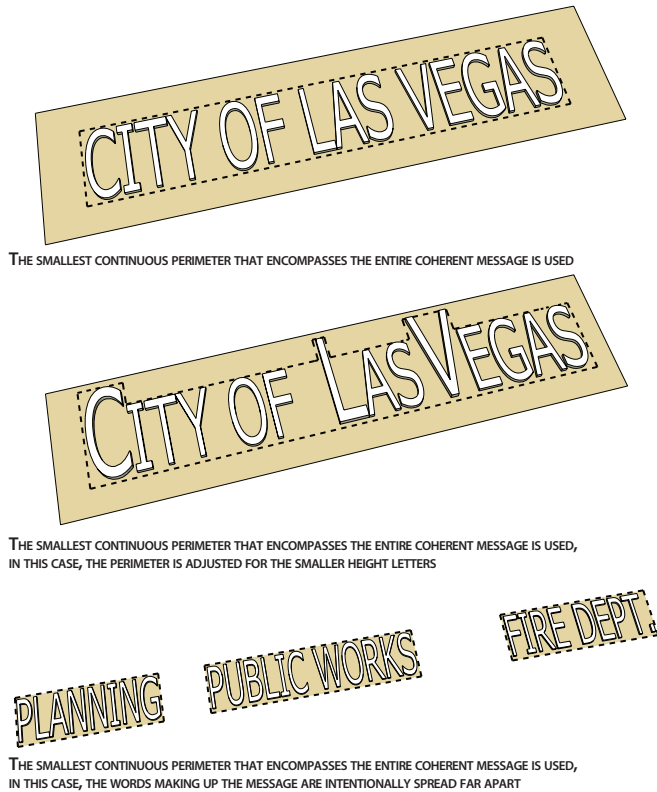 CITY OF LAS VEGAS
The smallest continuous perimeter that encompasses the entire coherent message is used
City of Las Vegas
The smallest continuous perimeter that encompasses the entire coherent message is used,
in this case, the perimeter is adjusted for the smaller height letters
PLANNING PUBLIC WORKS FIRE DEPT.
The smallest continuous perimeter that encompasses the entire coherent message is used,
in this case, the words making up the message are intentionally spread far apart